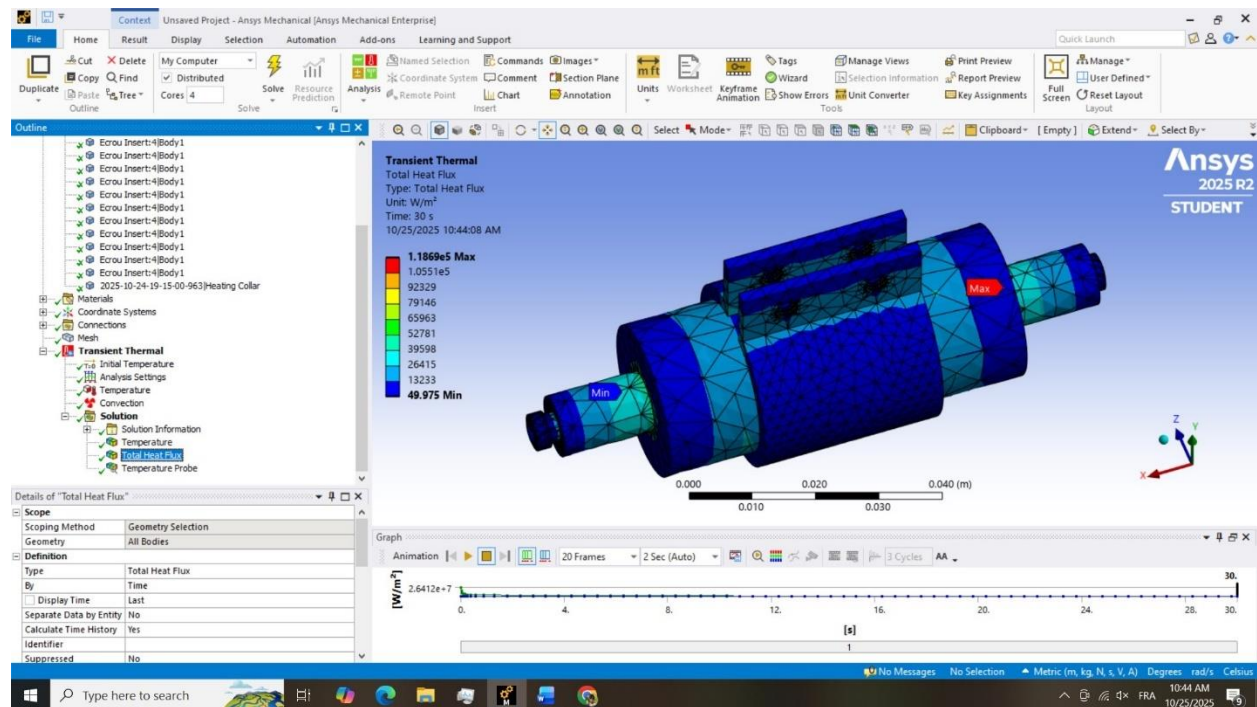 Context Unsaved Project - Ansys Mechanical [Ansys Mechanical Enterprise]
File Home Result Display Selection Automation Add-ons Learning and Support Quick Launch
Duplicate
Cut
Copy
Paste
Delete
Find
Tree
Outline
My Computer
Distributed
Cores 4
Solve
Resource Prediction
Solve
Analysis
Named Selection
Coordinate System
Remote Point
Commands
Comment
Chart
Images
Section Plane
Annotation
Insert
Units
Worksheet
Keyframe Animation
Tags
Wizard
Show Errors
Manage Views
Selection Information
Unit Converter
Print Preview
Report Preview
Key Assignments
Tools
Full Screen
Manage
User Defined
Reset Layout
Layout
Outline
Select Mode Clipboard [ Empty ] Extend Select By
Ecrou Insert:4|Body1
Ecrou Insert:4|Body1
Ecrou Insert:4|Body1
Ecrou Insert:4|Body1
Ecrou Insert:4|Body1
Ecrou Insert:4|Body1
Ecrou Insert:4|Body1
Ecrou Insert:4|Body1
Ecrou Insert:4|Body1
Ecrou Insert:4|Body1
Ecrou Insert:4|Body1
2025-10-24-19-15-00-963|Heating Collar
Materials
Coordinate Systems
Connections
Mesh
Transient Thermal
Initial Temperature
Analysis Settings
Temperature
Convection
Solution
Solution Information
Temperature
Total Heat Flux
Temperature Probe
Details of "Total Heat Flux"
Scope
Scoping Method Geometry Selection
Geometry All Bodies
Definition
Type Total Heat Flux
By Time
Display Time Last
Separate Data by Entity No
Calculate Time History Yes
Identifier
Suppressed No
Transient Thermal
Total Heat Flux
Type: Total Heat Flux
Unit: W/m²
Time: 30 s
10/25/2025 10:44:08 AM
1.1869e5 Max
1.0551e5
92329
79146
65963
52781
39598
26415
13233
49.975 Min
Ansys
2025 R2
STUDENT
Max
Min
Z
Y
X
0.000 0.020 0.040 (m)
0.010 0.030
Graph
Animation 20 Frames 2 Sec (Auto) 3 Cycles AA
[W/m²]
2.6412e+7
30.
0. 4. 8. 12. 16. 20. 24. 28. 30.
[s]
1
No Messages No Selection Metric (m, kg, N, s, V, A) Degrees rad/s Celsius
Type here to search
FRA
10:44 AM
10/25/2025